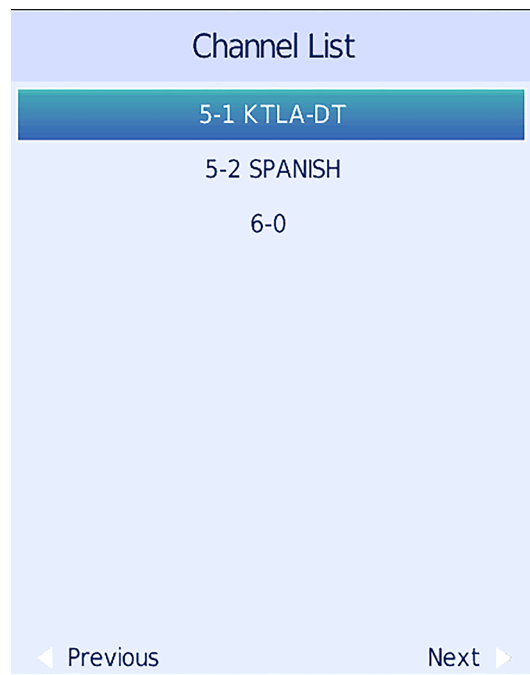 Channel List
5-1 KTLA-DT
5-2 SPANISH
6-0
Previous
Next